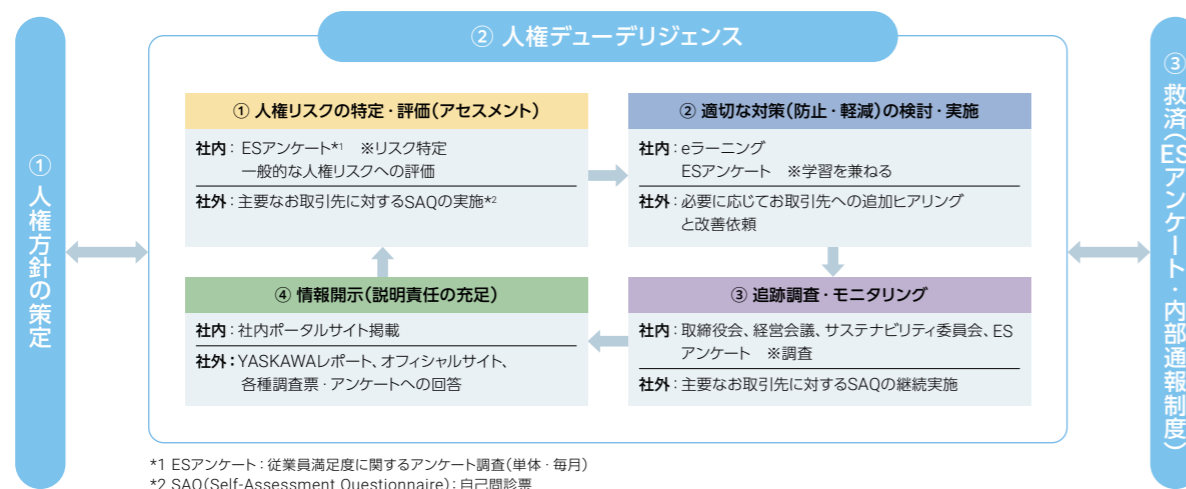 ① 人権方針の策定
② 人権デューデリジェンス
① 人権リスクの特定・評価(アセスメント)
社内：ESアンケート*1　※リスク特定
一般的な人権リスクへの評価
社外：主要なお取引先に対するSAQの実施*2
② 適切な対策(防止・軽減)の検討・実施
社内：eラーニング
ESアンケート　※学習を兼ねる
社外：必要に応じてお取引先への追加ヒアリング
と改善依頼
③ 追跡調査・モニタリング
社内：取締役会、経営会議、サステナビリティ委員会、ES
アンケート　※調査
社外：主要なお取引先に対するSAQの継続実施
④ 情報開示(説明責任の充足)
社内：社内ポータルサイト掲載
社外：YASKAWAレポート、オフィシャルサイト、
各種調査票・アンケートへの回答
③ 救済(ESアンケート・内部通報制度)
*1 ESアンケート：従業員満足度に関するアンケート調査(単体・毎月)
*2 SAQ(Self-Assessment Questionnaire)：自己問診票